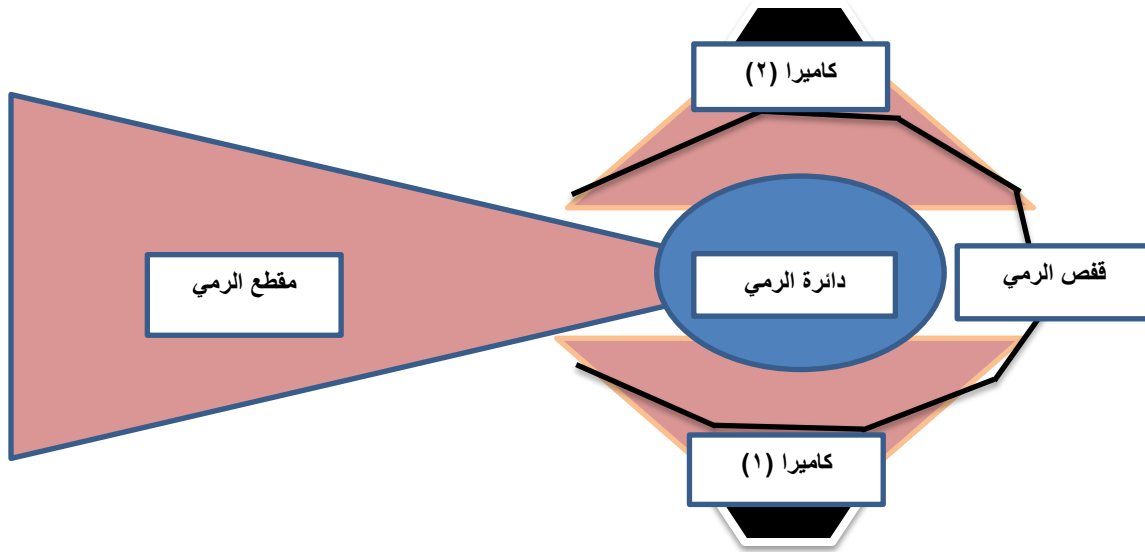 كاميرا (٢)
قفص الرمي
دائرة الرمي
مقطع الرمي
كاميرا (١)